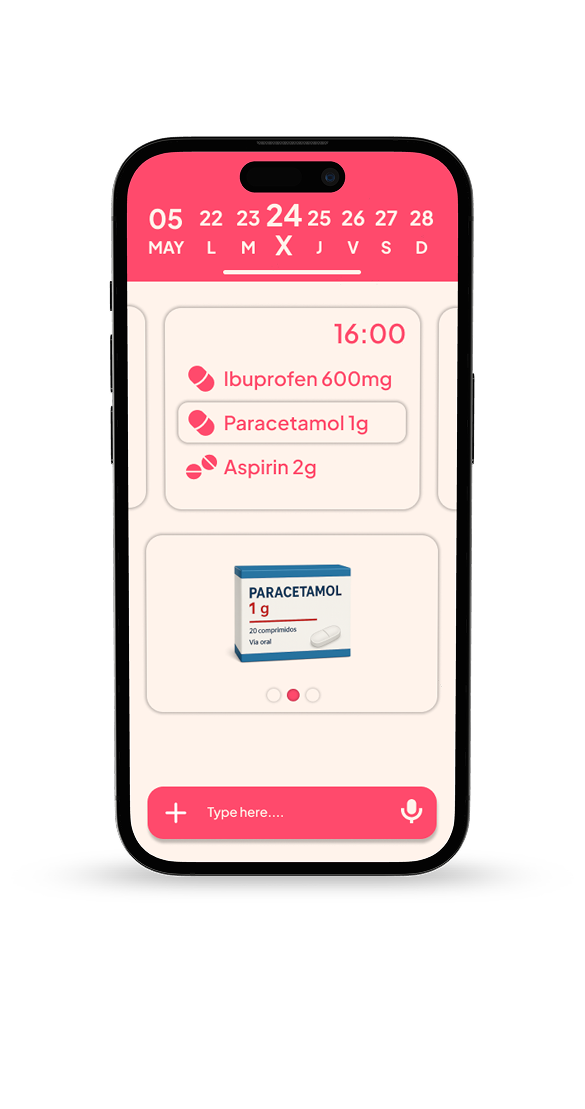 05 22 23 24 25 26 27 28
MAY L M X J V S D
16:00
Ibuprofen 600mg
Paracetamol 1g
Aspirin 2g
PARACETAMOL
1 g
20 comprimidos
Via oral
Type here....